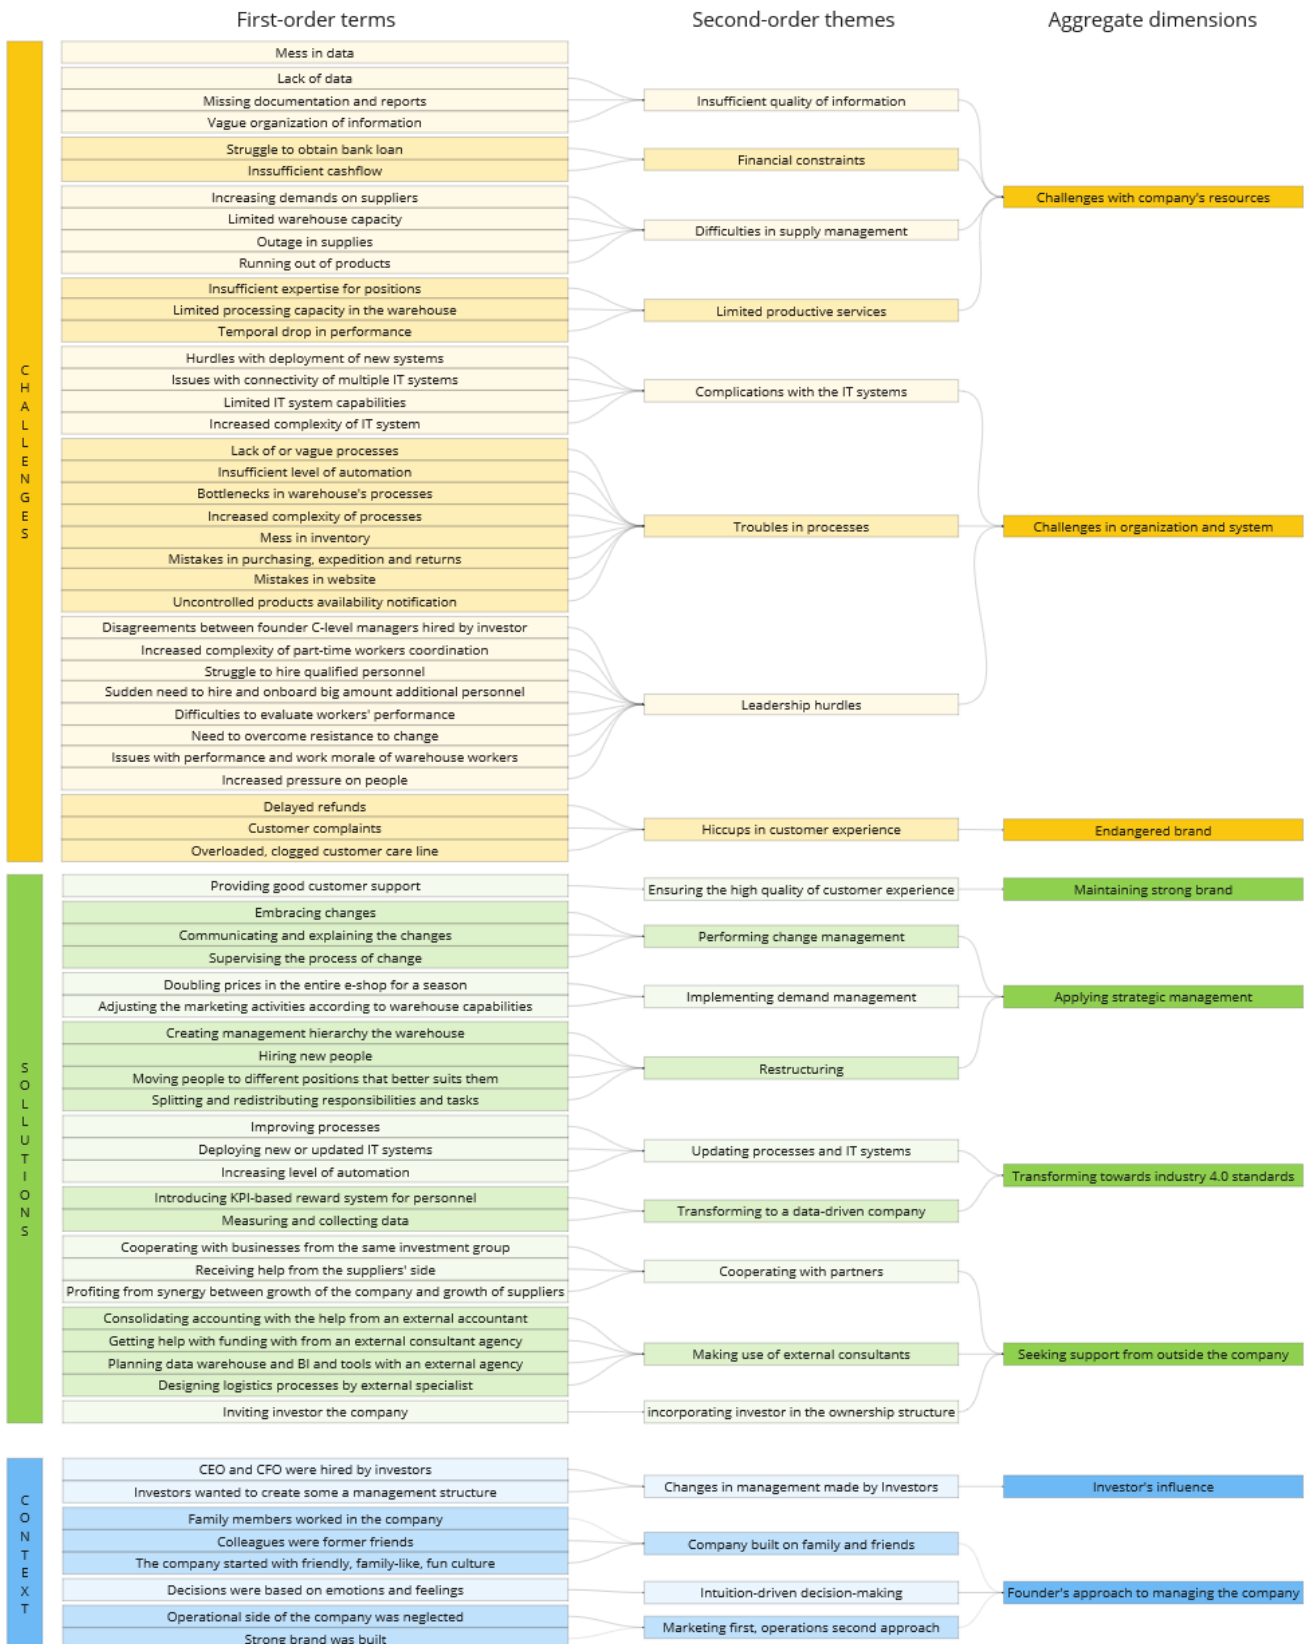 First-order terms
Second-order themes
Aggregate dimensions
CHALLENGES
Mess in data
Lack of data
Missing documentation and reports
Vague organization of information
Insufficient quality of information
Struggle to obtain bank loan
Inssufficient cashflow
Financial constraints
Increasing demands on suppliers
Limited warehouse capacity
Outage in supplies
Running out of products
Difficulties in supply management
Insufficient expertise for positions
Limited processing capacity in the warehouse
Temporal drop in performance
Limited productive services
Challenges with company's resources
Hurdles with deployment of new systems
Issues with connectivity of multiple IT systems
Limited IT system capabilities
Increased complexity of IT system
Complications with the IT systems
Lack of or vague processes
Insufficient level of automation
Bottlenecks in warehouse's processes
Increased complexity of processes
Mess in inventory
Mistakes in purchasing, expedition and returns
Mistakes in website
Uncontrolled products availability notification
Troubles in processes
Challenges in organization and system
Disagreements between founder C-level managers hired by investor
Increased complexity of part-time workers coordination
Struggle to hire qualified personnel
Sudden need to hire and onboard big amount additional personnel
Difficulties to evaluate workers' performance
Need to overcome resistance to change
Issues with performance and work morale of warehouse workers
Increased pressure on people
Leadership hurdles
Delayed refunds
Customer complaints
Overloaded, clogged customer care line
Hiccups in customer experience
Endangered brand
SOLLUTIONS
Providing good customer support
Ensuring the high quality of customer experience
Maintaining strong brand
Embracing changes
Communicating and explaining the changes
Supervising the process of change
Performing change management
Doubling prices in the entire e-shop for a season
Adjusting the marketing activities according to warehouse capabilities
Implementing demand management
Applying strategic management
Creating management hierarchy the warehouse
Hiring new people
Moving people to different positions that better suits them
Splitting and redistributing responsibilities and tasks
Restructuring
Improving processes
Deploying new or updated IT systems
Increasing level of automation
Updating processes and IT systems
Transforming towards industry 4.0 standards
Introducing KPI-based reward system for personnel
Measuring and collecting data
Transforming to a data-driven company
Cooperating with businesses from the same investment group
Receiving help from the suppliers' side
Profiting from synergy between growth of the company and growth of suppliers
Cooperating with partners
Consolidating accounting with the help from an external accountant
Getting help with funding with from an external consultant agency
Planning data warehouse and BI and tools with an external agency
Designing logistics processes by external specialist
Making use of external consultants
Seeking support from outside the company
Inviting investor the company
incorporating investor in the ownership structure
CONTEXT
CEO and CFO were hired by investors
Investors wanted to create some a management structure
Changes in management made by Investors
Investor's influence
Family members worked in the company
Colleagues were former friends
The company started with friendly, family-like, fun culture
Company built on family and friends
Decisions were based on emotions and feelings
Intuition-driven decision-making
Founder's approach to managing the company
Operational side of the company was neglected
Strong brand was built
Marketing first, operations second approach